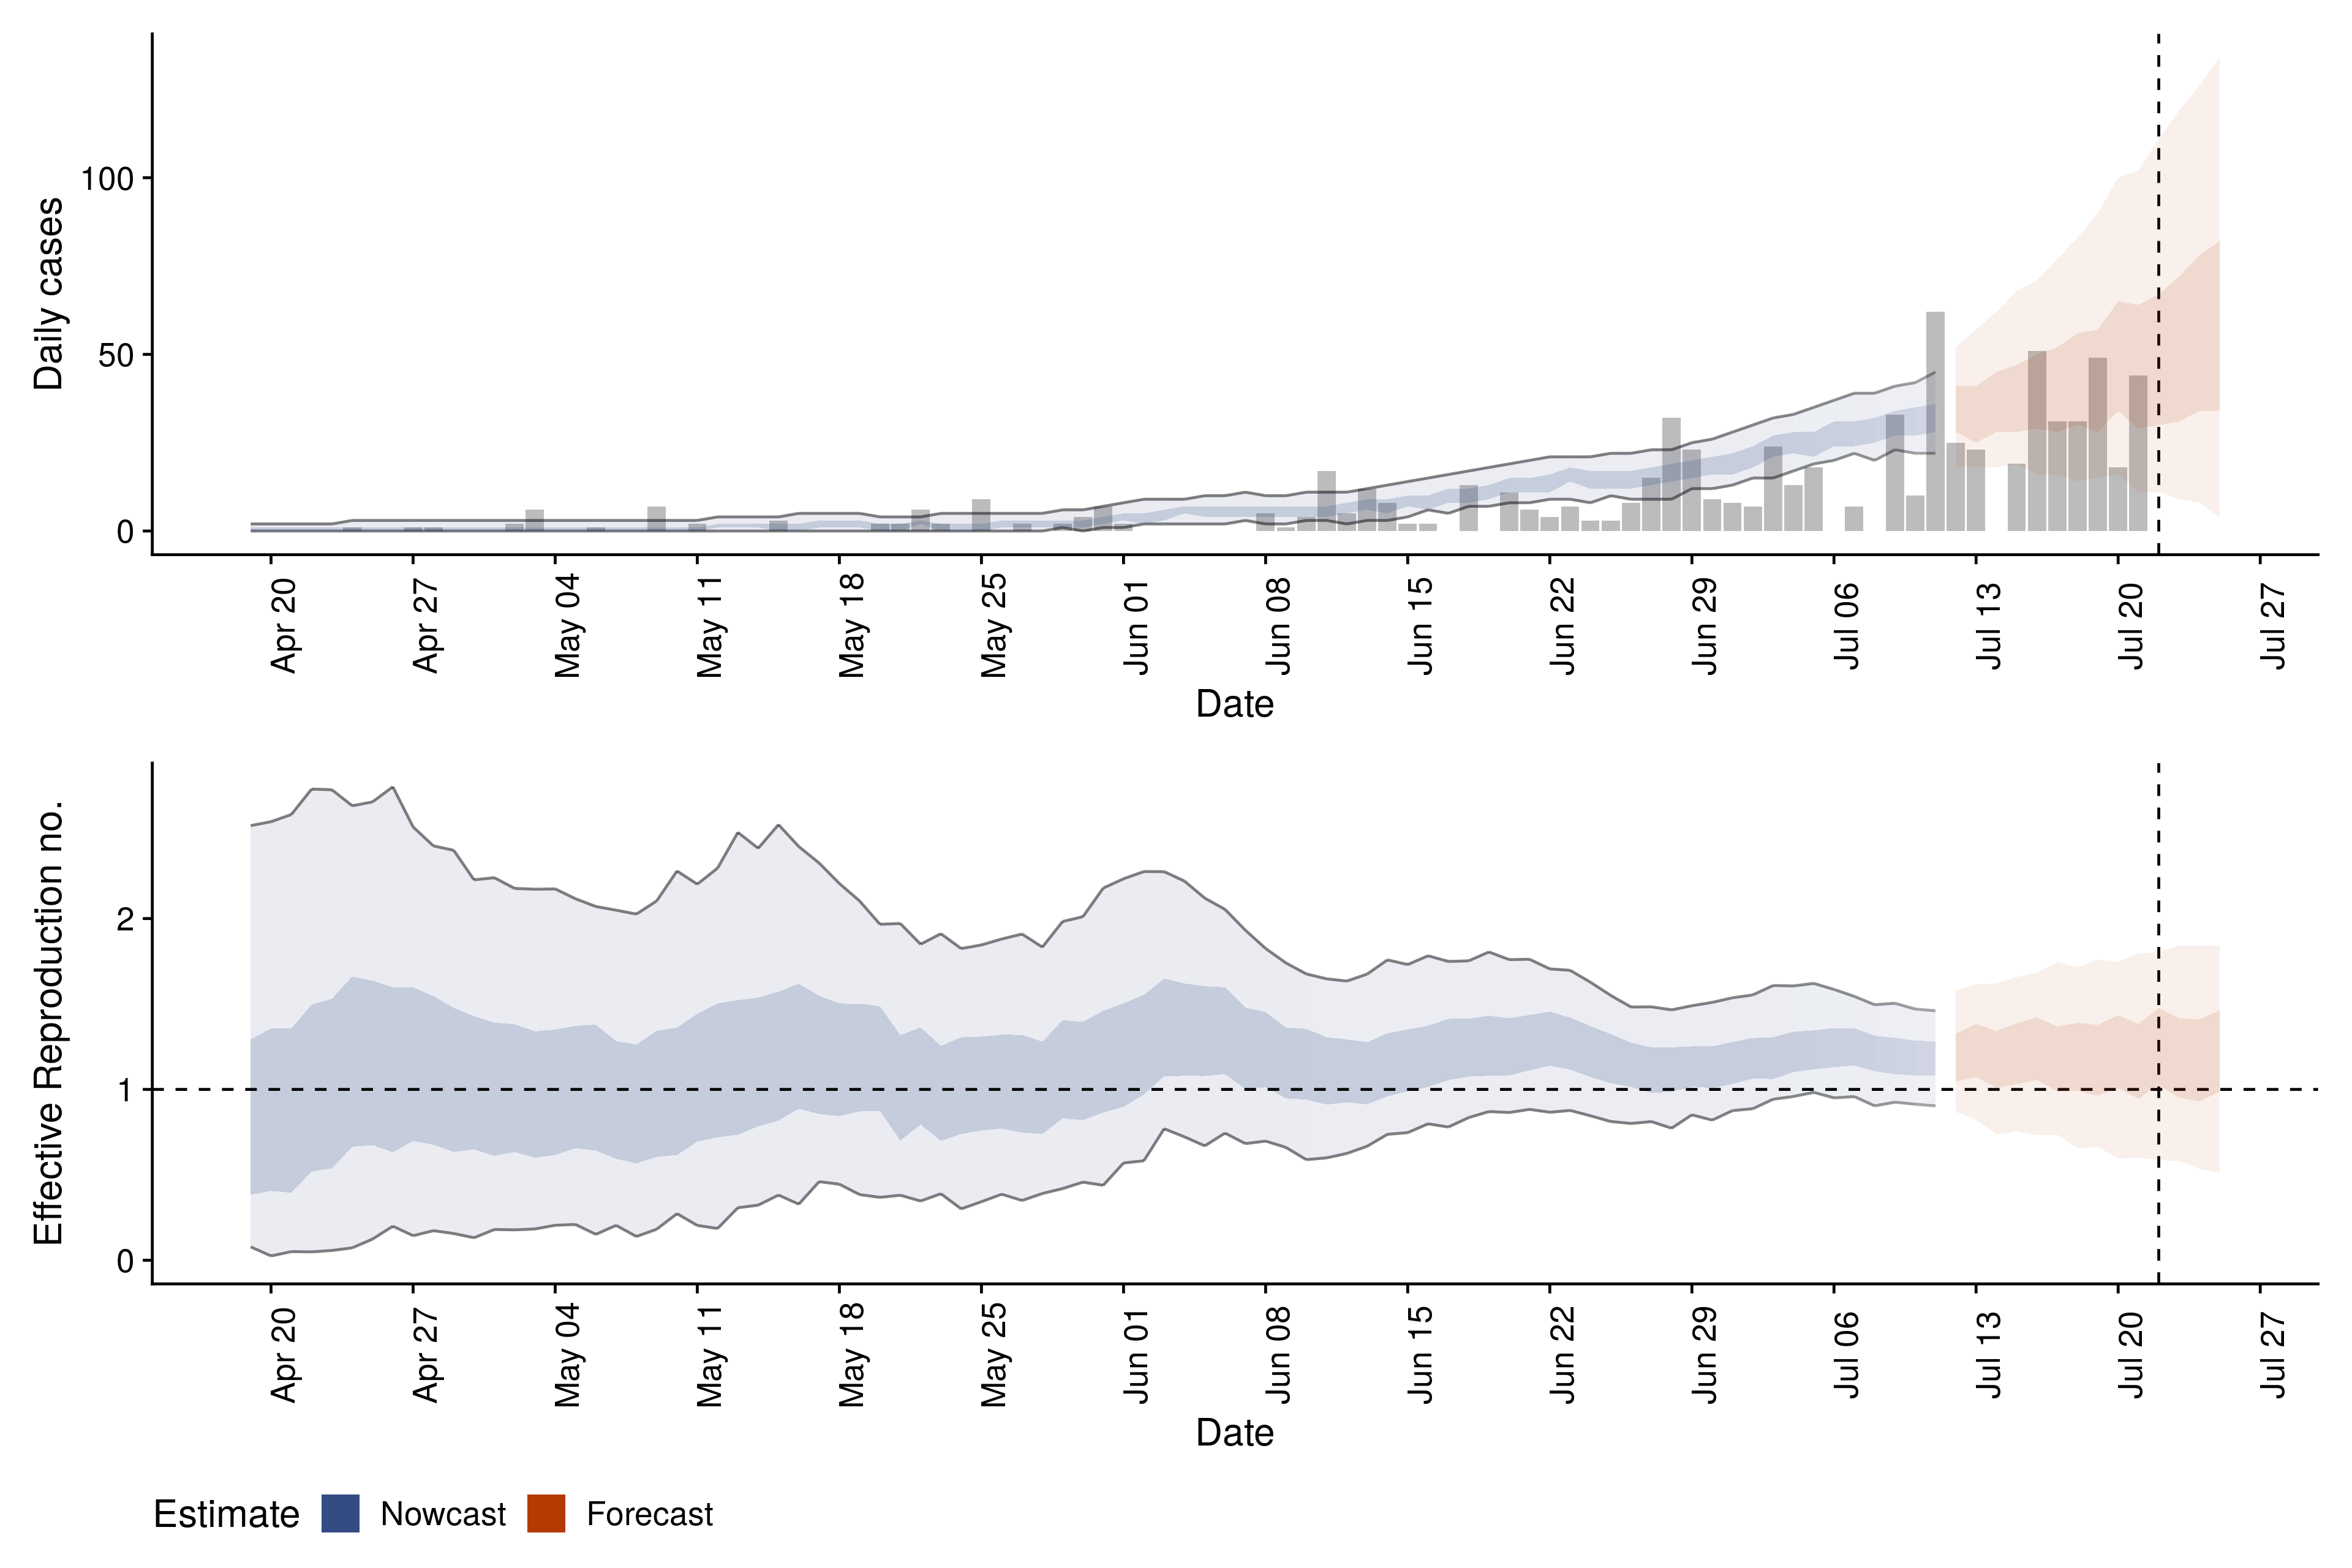 Daily cases
100
50
0
Apr 20
Apr 27
May 04
May 11
May 18
May 25
Jun 01
Jun 08
Jun 15
Jun 22
Jun 29
Jul 06
Jul 13
Jul 20
Jul 27
Date
Effective Reproduction no.
2
1
0
Apr 20
Apr 27
May 04
May 11
May 18
May 25
Jun 01
Jun 08
Jun 15
Jun 22
Jun 29
Jul 06
Jul 13
Jul 20
Jul 27
Date
Estimate Nowcast Forecast